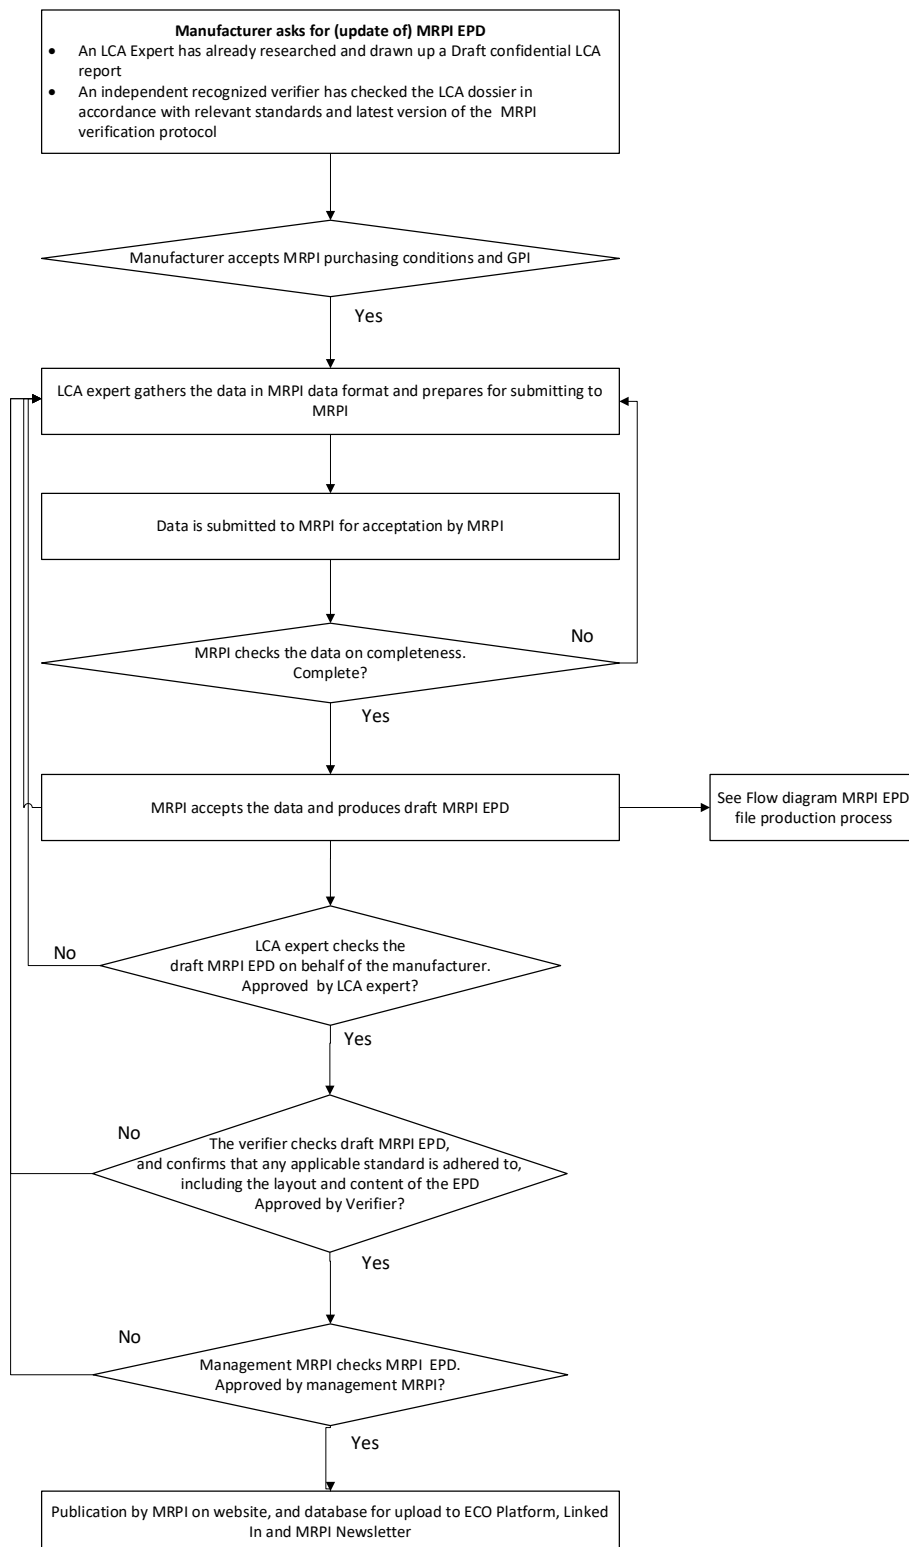 Manufacturer asks for (update of) MRPI EPD
• An LCA Expert has already researched and drawn up a Draft confidential LCA
report
• An independent recognized verifier has checked the LCA dossier in
accordance with relevant standards and latest version of the MRPI
verification protocol
Manufacturer accepts MRPI purchasing conditions and GPI
Yes
LCA expert gathers the data in MRPI data format and prepares for submitting to
MRPI
Data is submitted to MRPI for acceptation by MRPI
No
MRPI checks the data on completeness.
Complete?
Yes
MRPI accepts the data and produces draft MRPI EPD
See Flow diagram MRPI EPD
file production process
No
LCA expert checks the
draft MRPI EPD on behalf of the manufacturer.
Approved by LCA expert?
Yes
No
The verifier checks draft MRPI EPD,
and confirms that any applicable standard is adhered to,
including the layout and content of the EPD
Approved by Verifier?
Yes
No
Management MRPI checks MRPI EPD.
Approved by management MRPI?
Yes
Publication by MRPI on website, and database for upload to ECO Platform, Linked
In and MRPI Newsletter